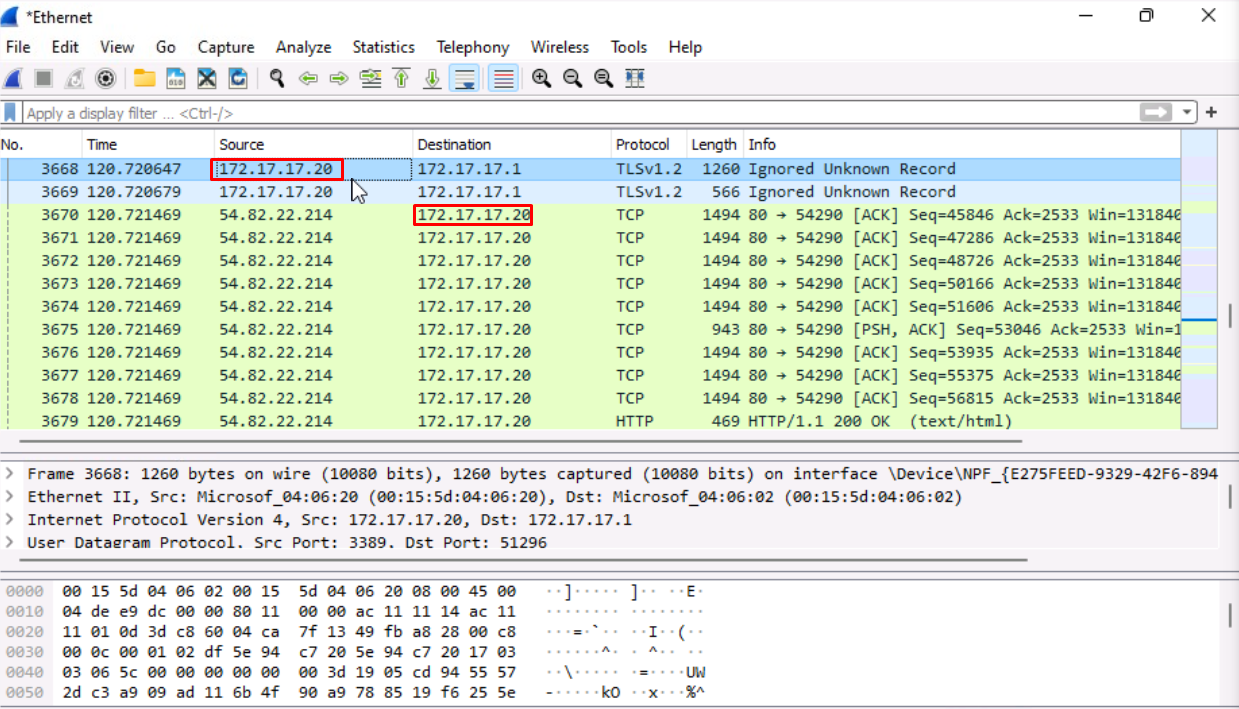 *Ethernet
File Edit View Go Capture Analyze Statistics Telephony Wireless Tools Help
Apply a display filter ... <Ctrl-/>
No. Time Source Destination Protocol Length Info
3668 120.720647 172.17.17.20 172.17.17.1 TLSv1.2 1260 Ignored Unknown Record
3669 120.720679 172.17.17.20 172.17.17.1 TLSv1.2 566 Ignored Unknown Record
3670 120.721469 54.82.22.214 172.17.17.20 TCP 1494 80 → 54290 [ACK] Seq=45846 Ack=2533 Win=131840
3671 120.721469 54.82.22.214 172.17.17.20 TCP 1494 80 → 54290 [ACK] Seq=47286 Ack=2533 Win=131840
3672 120.721469 54.82.22.214 172.17.17.20 TCP 1494 80 → 54290 [ACK] Seq=48726 Ack=2533 Win=131840
3673 120.721469 54.82.22.214 172.17.17.20 TCP 1494 80 → 54290 [ACK] Seq=50166 Ack=2533 Win=131840
3674 120.721469 54.82.22.214 172.17.17.20 TCP 1494 80 → 54290 [ACK] Seq=51606 Ack=2533 Win=131840
3675 120.721469 54.82.22.214 172.17.17.20 TCP 943 80 → 54290 [PSH, ACK] Seq=53046 Ack=2533 Win=1
3676 120.721469 54.82.22.214 172.17.17.20 TCP 1494 80 → 54290 [ACK] Seq=53935 Ack=2533 Win=131840
3677 120.721469 54.82.22.214 172.17.17.20 TCP 1494 80 → 54290 [ACK] Seq=55375 Ack=2533 Win=131840
3678 120.721469 54.82.22.214 172.17.17.20 TCP 1494 80 → 54290 [ACK] Seq=56815 Ack=2533 Win=131840
3679 120.721469 54.82.22.214 172.17.17.20 HTTP 469 HTTP/1.1 200 OK (text/html)
Frame 3668: 1260 bytes on wire (10080 bits), 1260 bytes captured (10080 bits) on interface \Device\NPF_{E275FEED-9329-42F6-894
Ethernet II, Src: Microsof_04:06:20 (00:15:5d:04:06:20), Dst: Microsof_04:06:02 (00:15:5d:04:06:02)
Internet Protocol Version 4, Src: 172.17.17.20, Dst: 172.17.17.1
User Datagram Protocol, Src Port: 3389, Dst Port: 51296
0000 00 15 5d 04 06 02 00 15 5d 04 06 20 08 00 45 00 ··]····· ]·· ··E·
0010 04 de e9 dc 00 00 80 11 00 00 ac 11 11 14 ac 11 ········ ········
0020 11 01 0d 3d c8 60 04 ca 7f 13 49 fb a8 28 00 c8 ···=·`·· ··I··(··
0030 00 0c 00 01 02 df 5e 94 c7 20 5e 94 c7 20 17 03 ······^· · ^·· ··
0040 03 06 5c 00 00 00 00 00 00 3d 19 05 cd 94 55 57 ··\····· ·=····UW
0050 2d c3 a9 09 ad 11 6b 4f 90 a9 78 85 19 f6 25 5e -·····kO ··x···%^